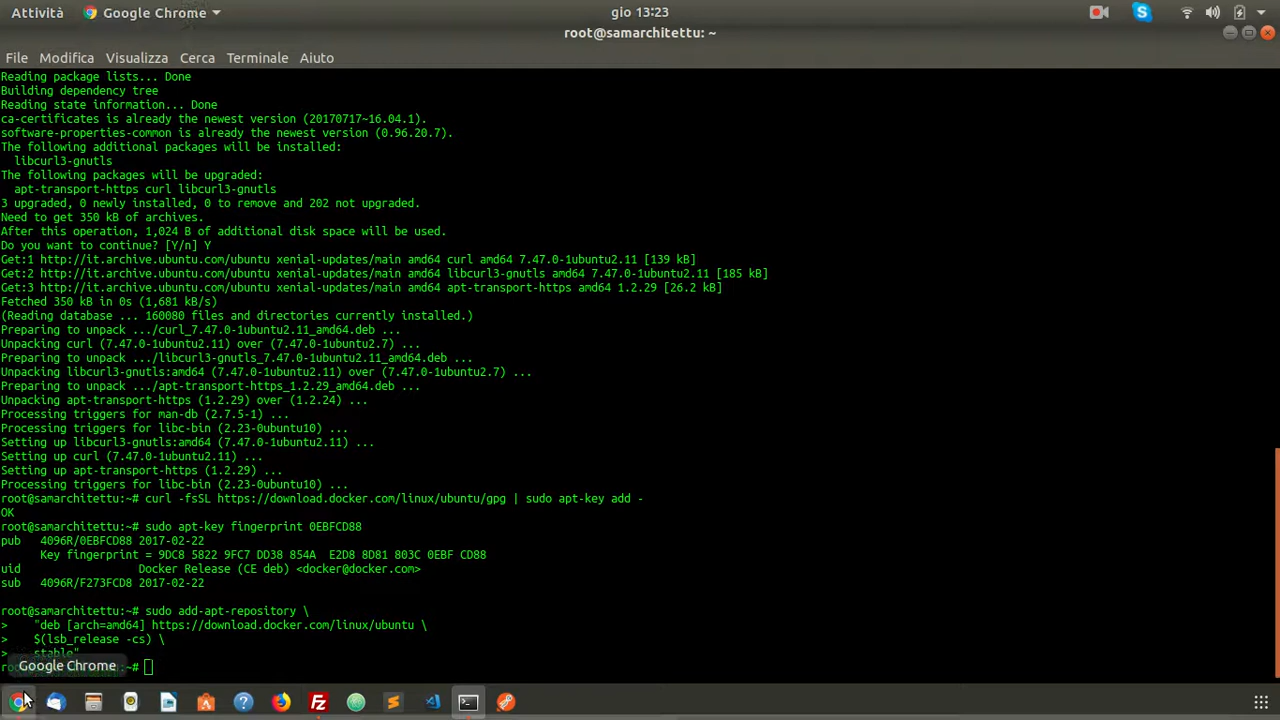 Attività
Google Chrome
gio 13:23
root@samarchitettu: ~
File Modifica Visualizza Cerca Terminale Aiuto
Reading package lists... Done
Building dependency tree
Reading state information... Done
ca-certificates is already the newest version (20170717~16.04.1).
software-properties-common is already the newest version (0.96.20.7).
The following additional packages will be installed:
  libcurl3-gnutls
The following packages will be upgraded:
  apt-transport-https curl libcurl3-gnutls
3 upgraded, 0 newly installed, 0 to remove and 202 not upgraded.
Need to get 350 kB of archives.
After this operation, 1,024 B of additional disk space will be used.
Do you want to continue? [Y/n] Y
Get:1 http://it.archive.ubuntu.com/ubuntu xenial-updates/main amd64 curl amd64 7.47.0-1ubuntu2.11 [139 kB]
Get:2 http://it.archive.ubuntu.com/ubuntu xenial-updates/main amd64 libcurl3-gnutls amd64 7.47.0-1ubuntu2.11 [185 kB]
Get:3 http://it.archive.ubuntu.com/ubuntu xenial-updates/main amd64 apt-transport-https amd64 1.2.29 [26.2 kB]
Fetched 350 kB in 0s (1,681 kB/s)
(Reading database ... 160080 files and directories currently installed.)
Preparing to unpack .../curl_7.47.0-1ubuntu2.11_amd64.deb ...
Unpacking curl (7.47.0-1ubuntu2.11) over (7.47.0-1ubuntu2.7) ...
Preparing to unpack .../libcurl3-gnutls_7.47.0-1ubuntu2.11_amd64.deb ...
Unpacking libcurl3-gnutls:amd64 (7.47.0-1ubuntu2.11) over (7.47.0-1ubuntu2.7) ...
Preparing to unpack .../apt-transport-https_1.2.29_amd64.deb ...
Unpacking apt-transport-https (1.2.29) over (1.2.24) ...
Processing triggers for man-db (2.7.5-1) ...
Processing triggers for libc-bin (2.23-0ubuntu10) ...
Setting up libcurl3-gnutls:amd64 (7.47.0-1ubuntu2.11) ...
Setting up curl (7.47.0-1ubuntu2.11) ...
Setting up apt-transport-https (1.2.29) ...
Processing triggers for libc-bin (2.23-0ubuntu10) ...
root@samarchitettu:~# curl -fsSL https://download.docker.com/linux/ubuntu/gpg | sudo apt-key add -
OK
root@samarchitettu:~# sudo apt-key fingerprint 0EBFCD88
pub   4096R/0EBFCD88 2017-02-22
      Key fingerprint = 9DC8 5822 9FC7 DD38 854A  E2D8 8D81 803C 0EBF CD88
uid                  Docker Release (CE deb) <docker@docker.com>
sub   4096R/F273FCD8 2017-02-22
root@samarchitettu:~# sudo add-apt-repository \
>    "deb [arch=amd64] https://download.docker.com/linux/ubuntu \
>    $(lsb_release -cs) \
>    stable"
Google Chrome
:~#